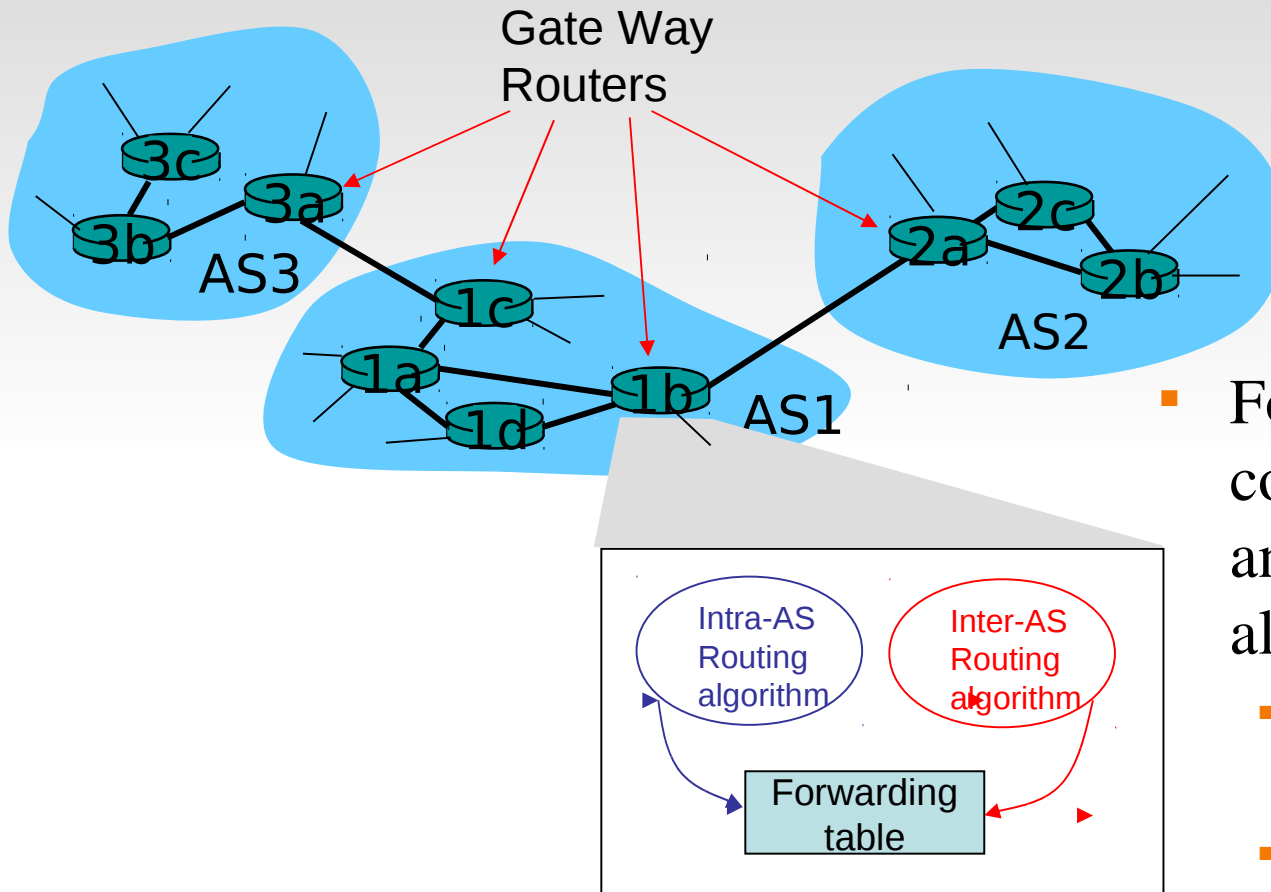 Gate Way
Routers
3c
3a
3b
AS3
2c
2a
2b
AS2
1c
1a
1b
1d
AS1
Intra-AS
Routing
algorithm
Inter-AS
Routing
algorithm
Forwarding
table